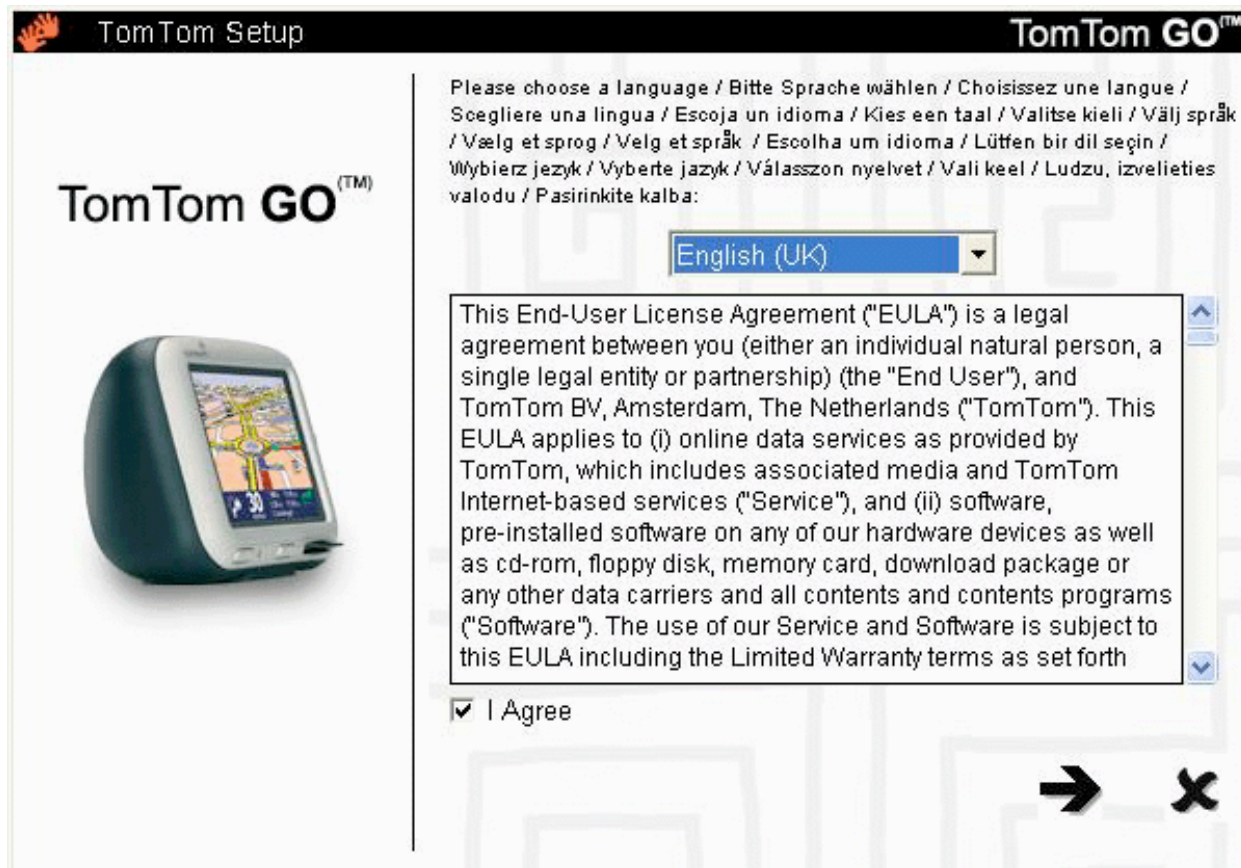 TomTom Setup
TomTom GO(TM)
TomTom GO(TM)
Please choose a language / Bitte Sprache wählen / Choisissez une langue /
Scegliere una lingua / Escoja un idioma / Kies een taal / Valitse kieli / Välj språk
/ Vælg et sprog / Velg et språk / Escolha um idioma / Lütfen bir dil seçin /
Wybierz jezyk / Vyberte jazyk / Válasszon nyelvet / Vali keel / Ludzu, izvelieties
valodu / Pasirinkite kalba:
English (UK)
This End-User License Agreement ("EULA") is a legal
agreement between you (either an individual natural person, a
single legal entity or partnership) (the "End User"), and
TomTom BV, Amsterdam, The Netherlands ("TomTom"). This
EULA applies to (i) online data services as provided by
TomTom, which includes associated media and TomTom
Internet-based services ("Service"), and (ii) software,
pre-installed software on any of our hardware devices as well
as cd-rom, floppy disk, memory card, download package or
any other data carriers and all contents and contents programs
("Software"). The use of our Service and Software is subject to
this EULA including the Limited Warranty terms as set forth
I Agree
30